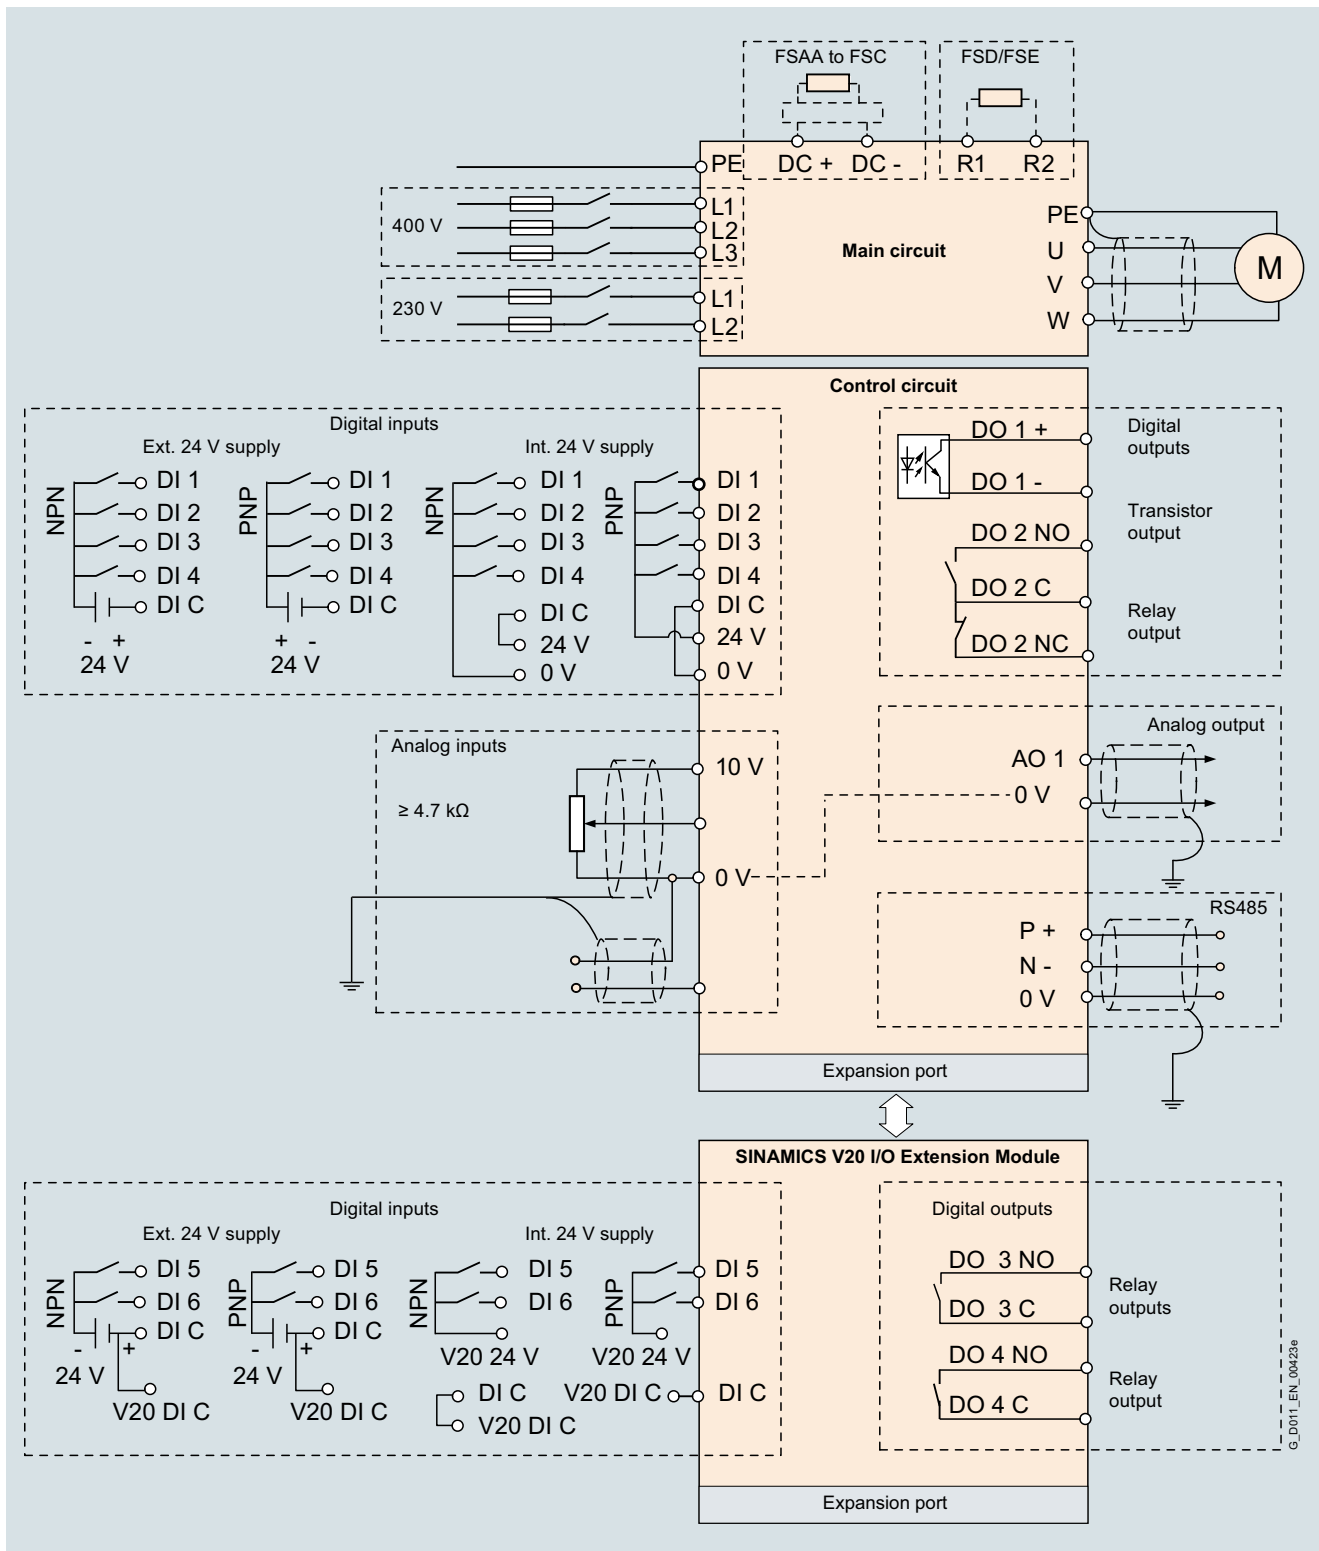 FSAA to FSC
FSD/FSE
PE DC + DC - R1 R2
400 V
L1
L2
L3
230 V
L1
L2
Main circuit
PE
U
V
W
M
Control circuit
Digital inputs
Ext. 24 V supply
Int. 24 V supply
NPN
DI 1
DI 2
DI 3
DI 4
DI C
- +
24 V
PNP
DI 1
DI 2
DI 3
DI 4
DI C
+ -
24 V
NPN
DI 1
DI 2
DI 3
DI 4
DI C
24 V
0 V
PNP
DI 1
DI 2
DI 3
DI 4
DI C
24 V
0 V
DO 1 +
DO 1 -
DO 2 NO
DO 2 C
DO 2 NC
Digital
outputs
Transistor
output
Relay
output
Analog inputs
≥ 4.7 kΩ
10 V
0 V
Analog output
AO 1
0 V
RS485
P +
N -
0 V
Expansion port
SINAMICS V20 I/O Extension Module
Digital inputs
Ext. 24 V supply
Int. 24 V supply
NPN
DI 5
DI 6
DI C
- +
24 V
V20 DI C
PNP
DI 5
DI 6
DI C
- +
24 V
V20 DI C
NPN
DI 5
DI 6
V20 24 V
DI C
V20 DI C
PNP
DI 5
DI 6
V20 24 V
V20 DI C
DI C
Digital outputs
DO 3 NO
DO 3 C
DO 4 NO
DO 4 C
Relay
outputs
Relay
output
Expansion port
G_D011_EN_00423e